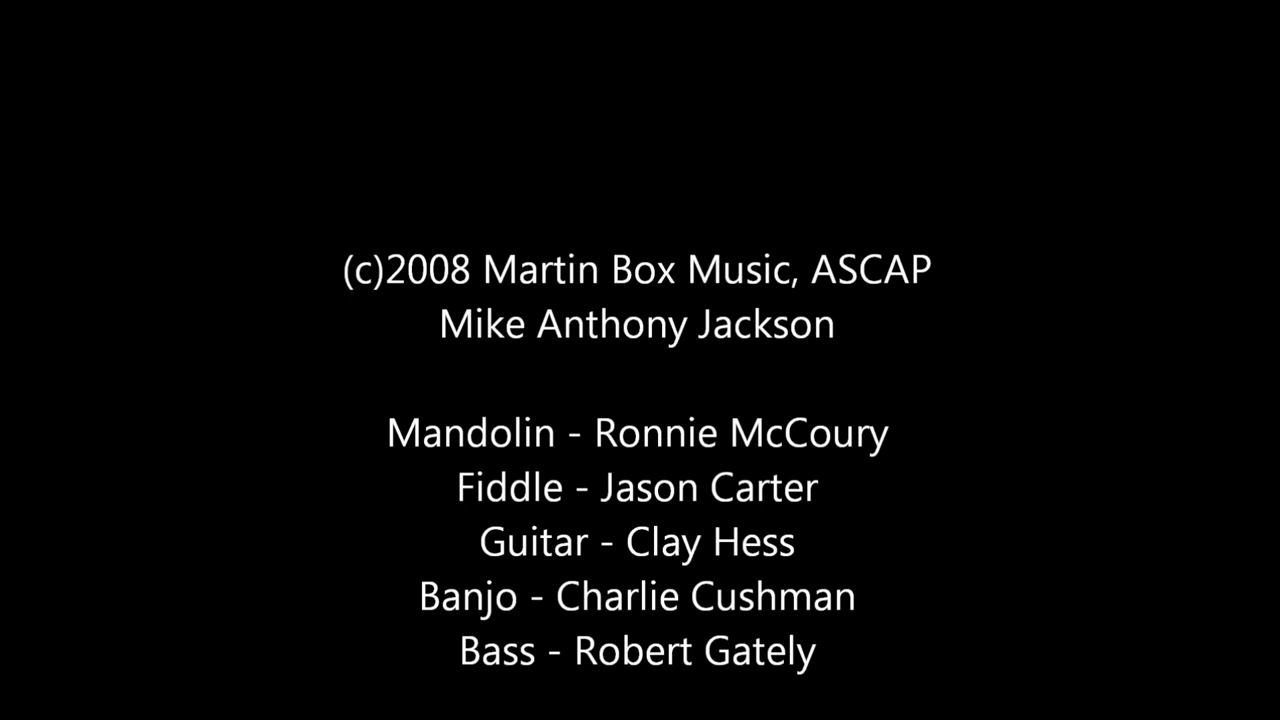 (c)2008 Martin Box Music, ASCAP
Mike Anthony Jackson
Mandolin - Ronnie McCoury
Fiddle - Jason Carter
Guitar - Clay Hess
Banjo - Charlie Cushman
Bass - Robert Gately